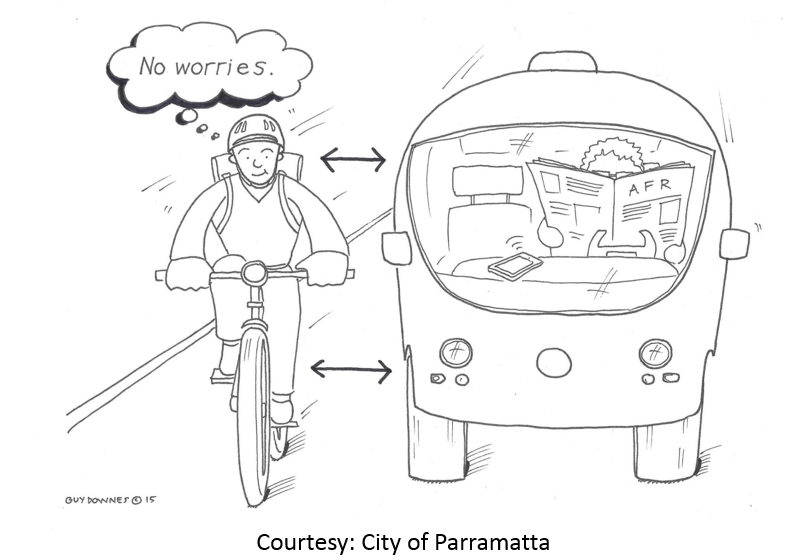 No worries.
AFR
GUY DOWNES © 15
Courtesy: City of Parramatta